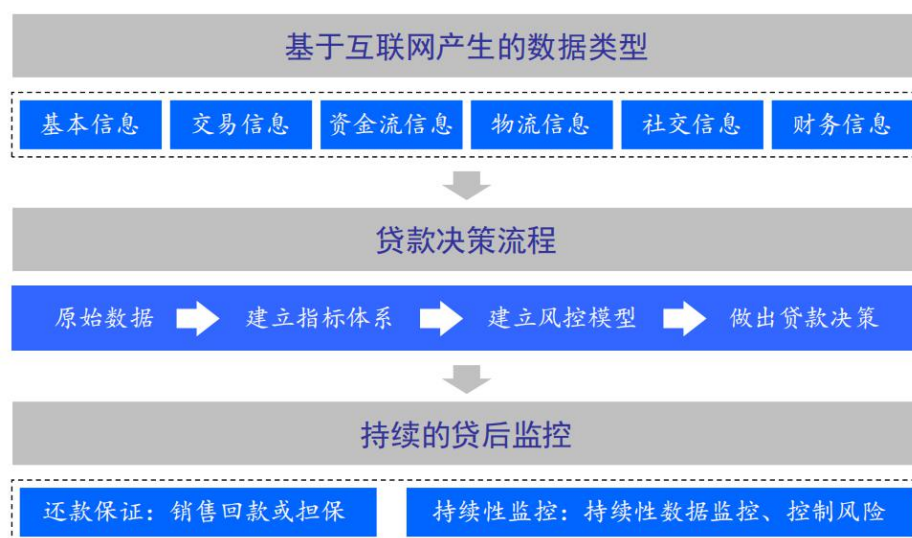 基于互联网产生的数据类型
基本信息 交易信息 资金流信息 物流信息 社交信息 财务信息
贷款决策流程
原始数据 建立指标体系 建立风控模型 做出贷款决策
持续的贷后监控
还款保证：销售回款或担保 持续性监控：持续性数据监控、控制风险